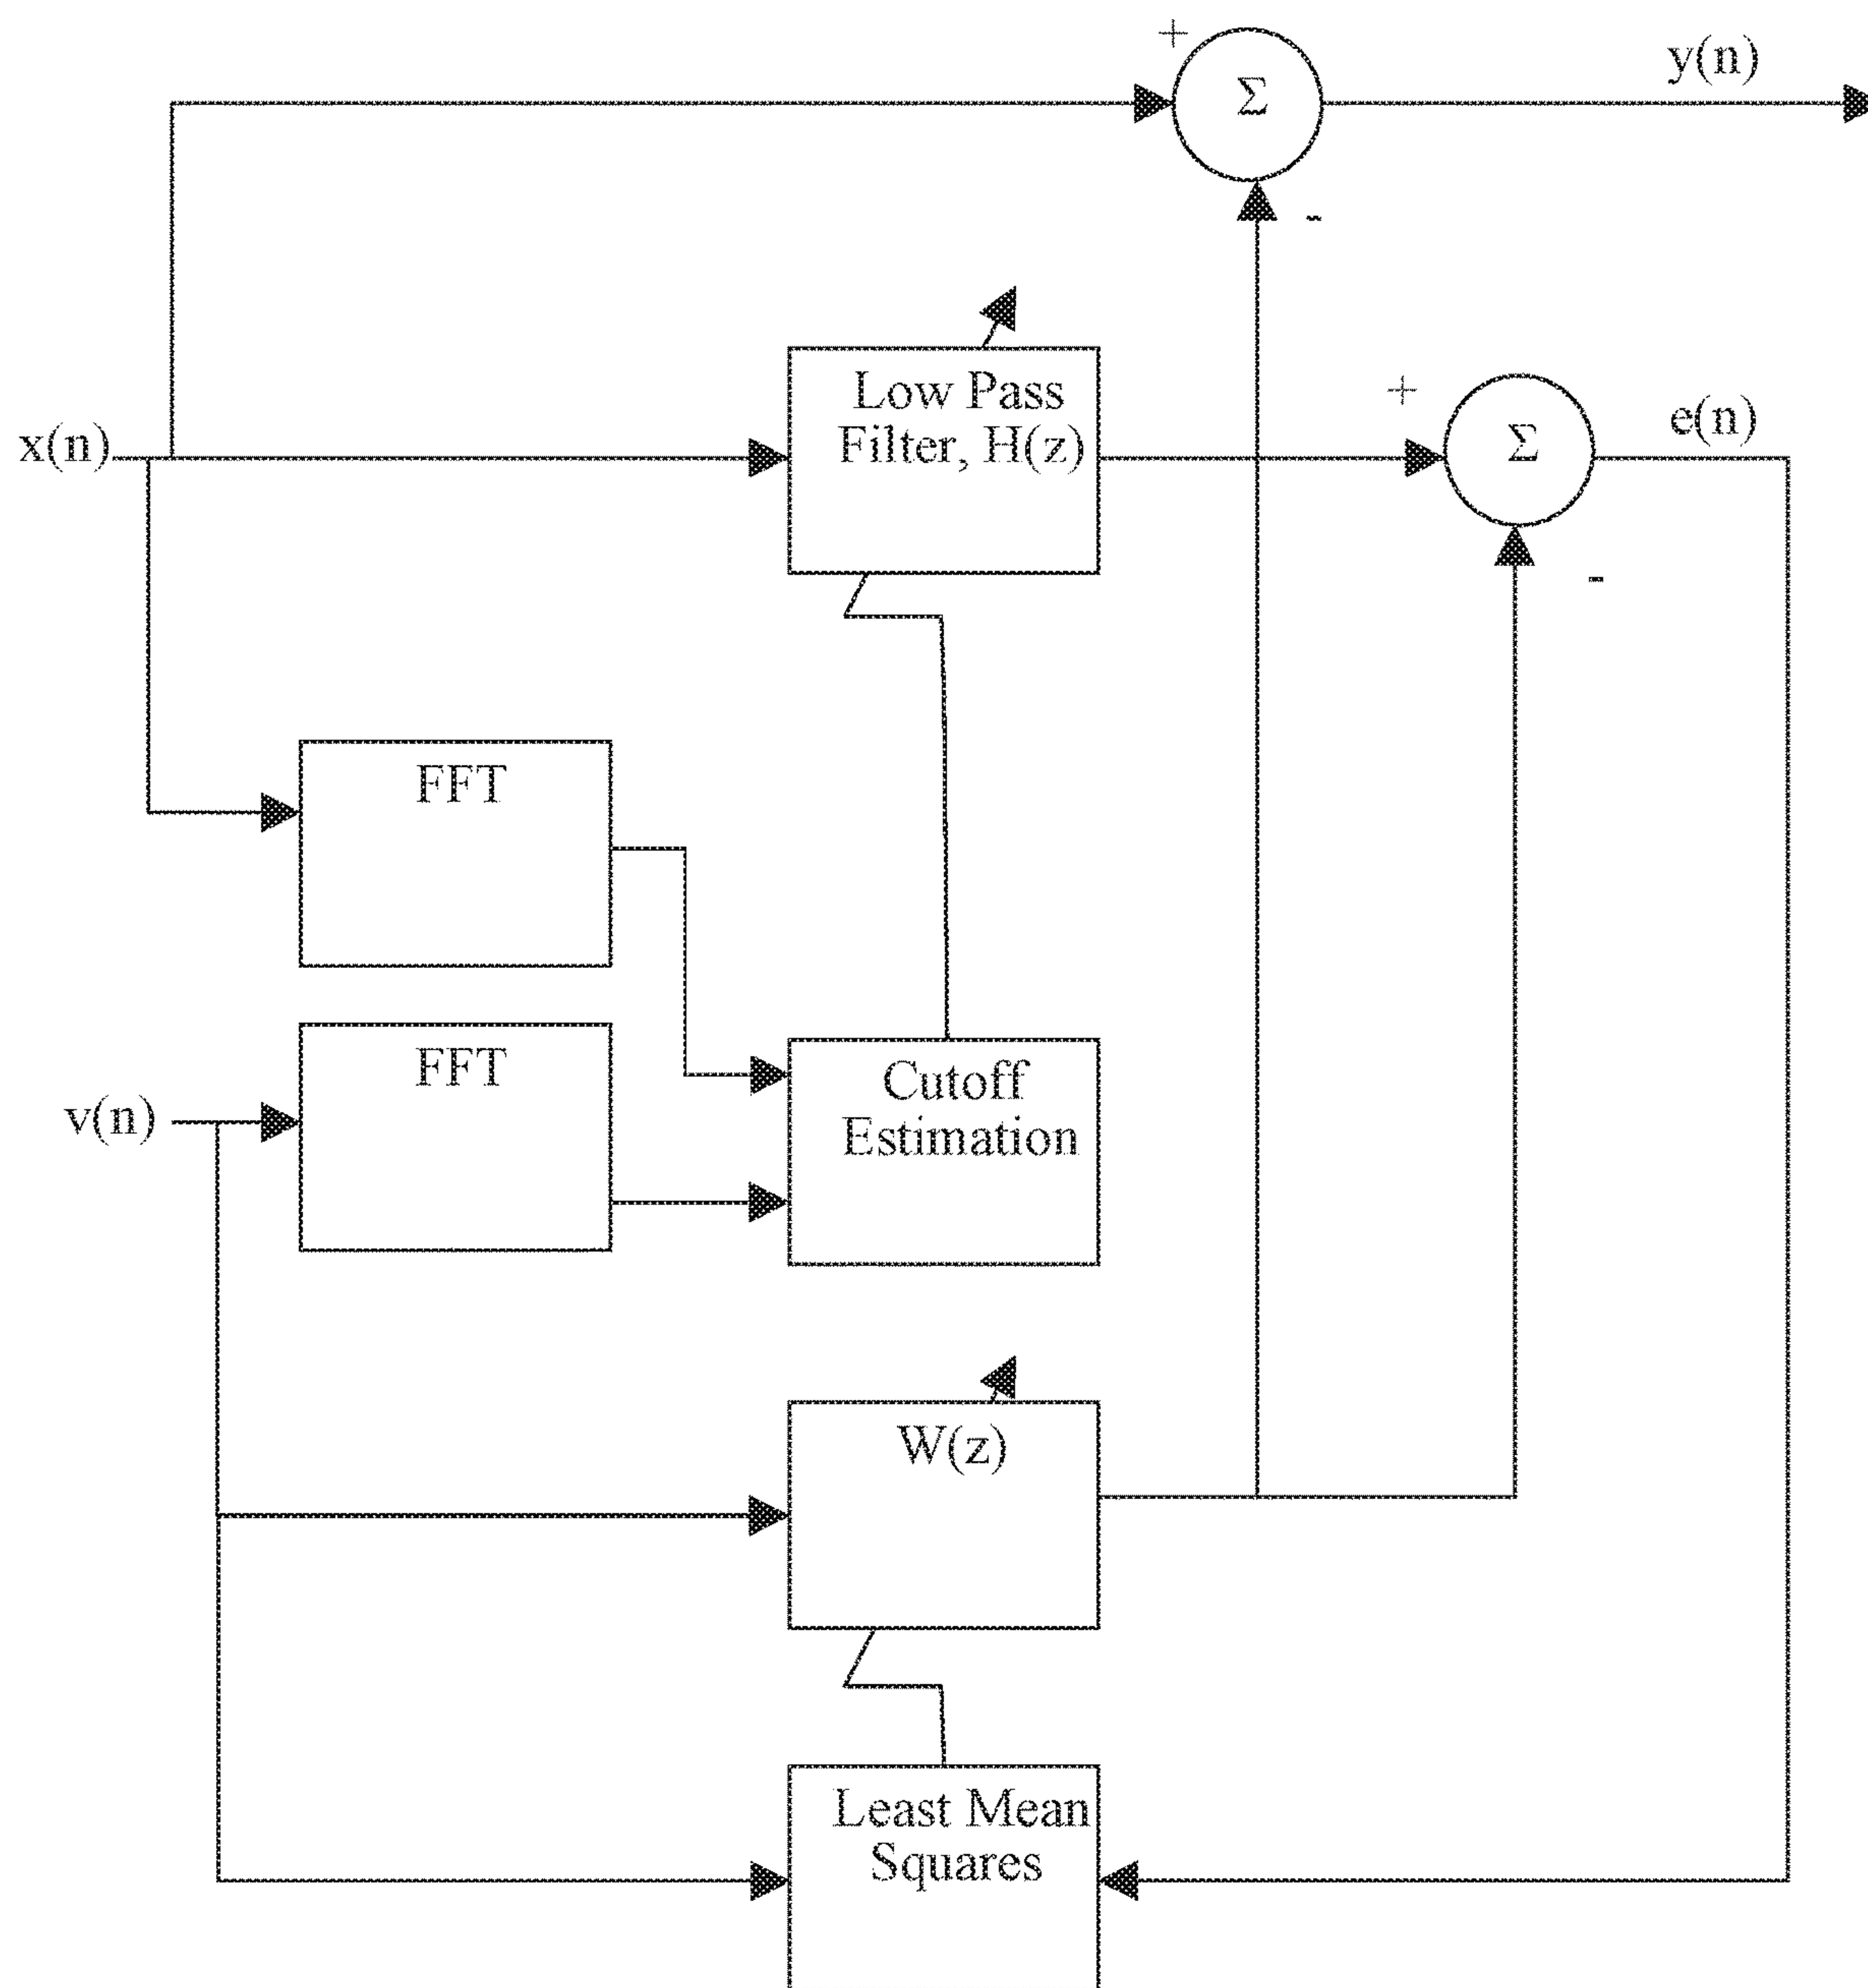 +
Σ
y(n)
-
Low Pass
Filter, H(z)
+
Σ
e(n)
x(n)
-
FFT
FFT
Cutoff
Estimation
v(n)
W(z)
Least Mean
Squares